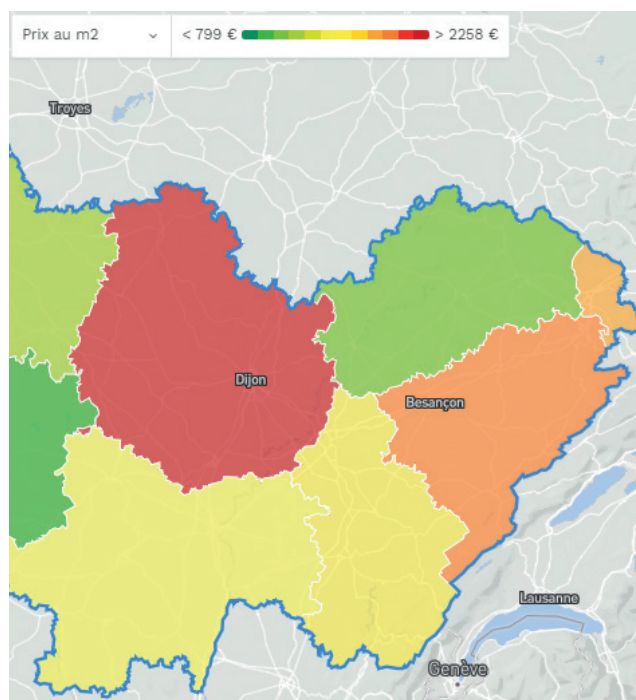 Prix au m2 < 799 € > 2258 €
Troyes
Dijon
Besançon
Lausanne
Genève